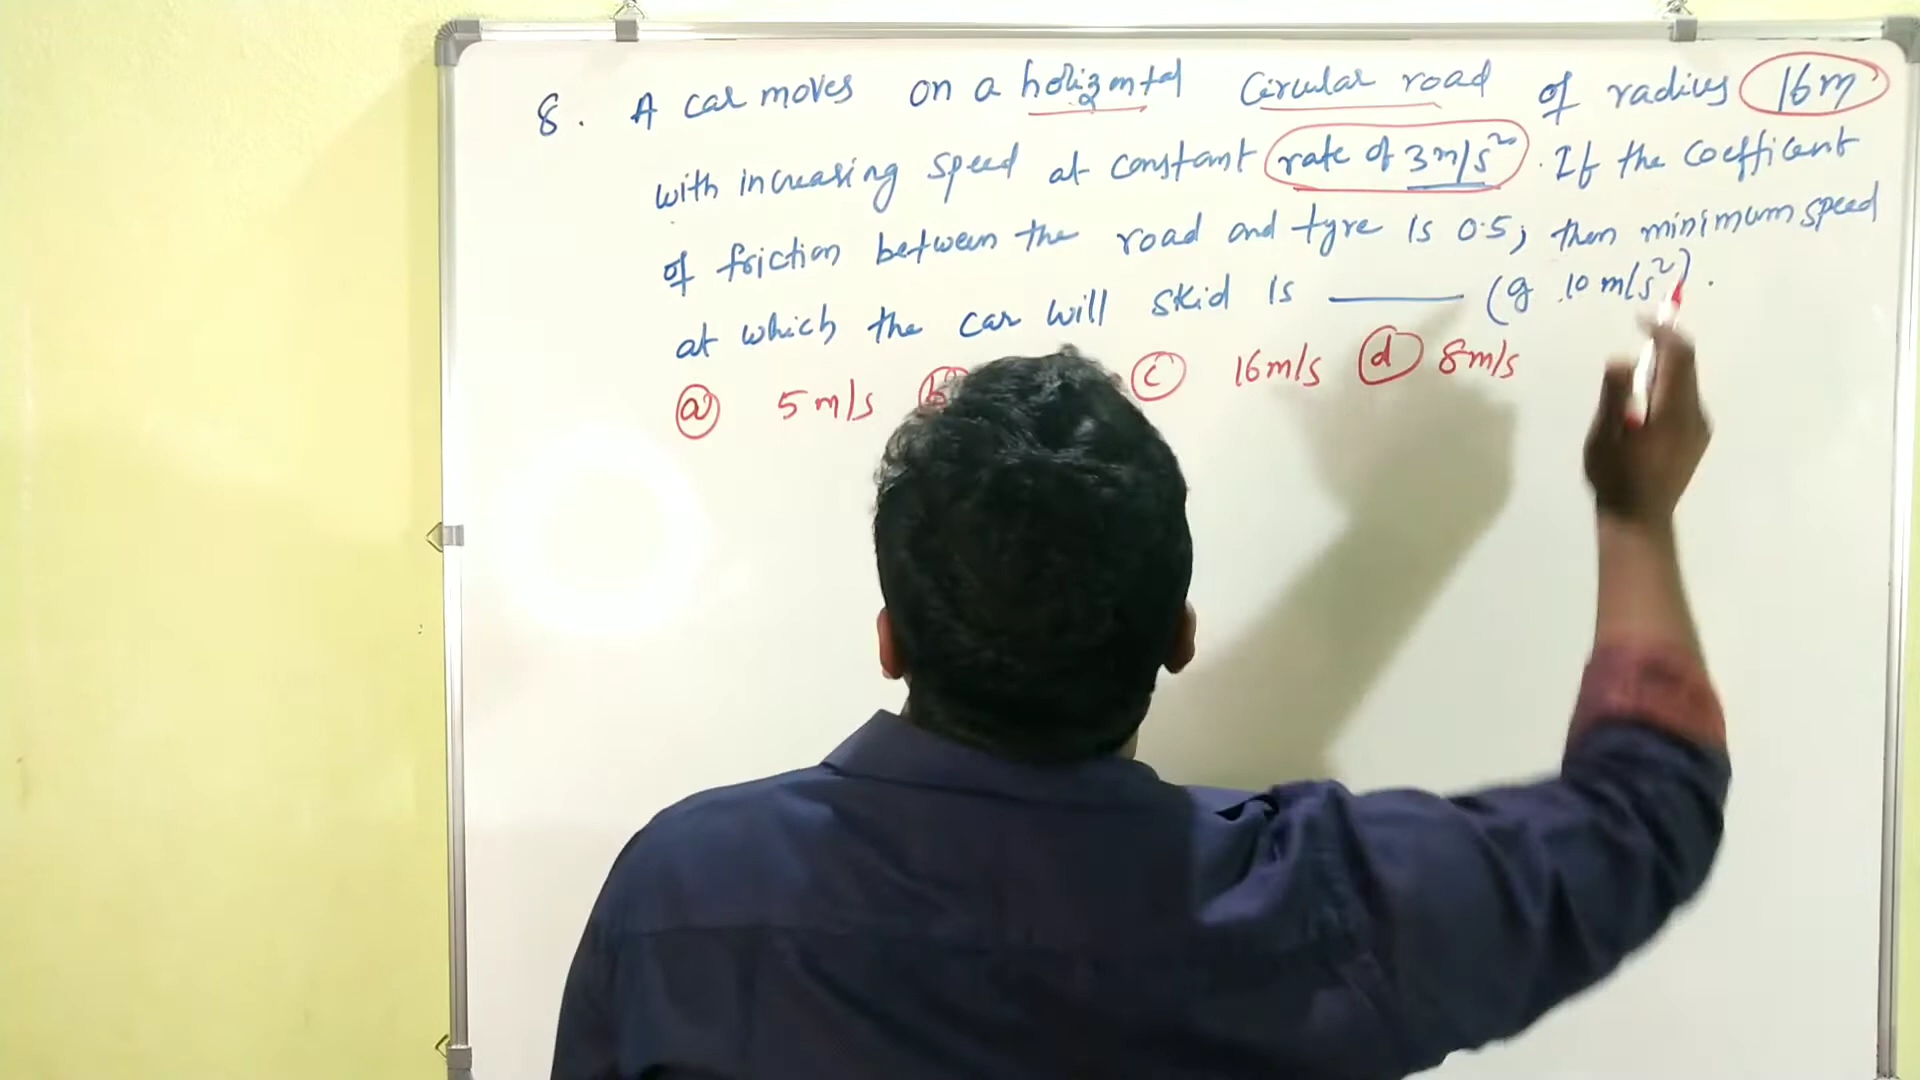 8. A car moves on a horizontal Circular road of radius 16m
with increasing speed at constant rate of 3m/s². If the coefficent
of friction between the road and tyre is 0.5; then minimum speed
at which the car will skid is ______ (g 10 m/s²).
(a) 5 m/s (b) (c) 16m/s (d) 8m/s